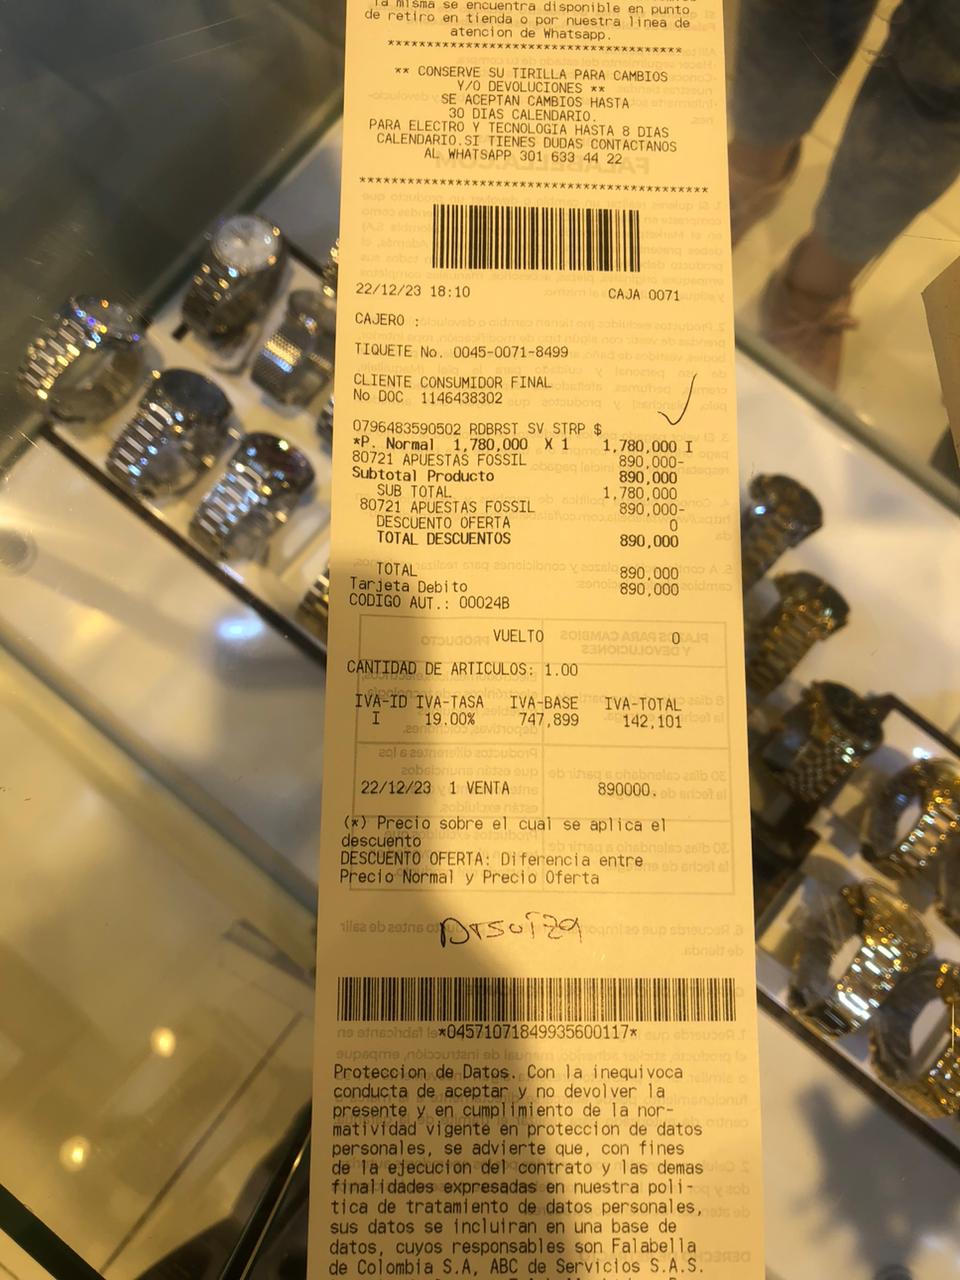 la misma se encuentra disponible en punto
de retiro en tienda o por nuestra linea de
atencion de Whatsapp.
******************************************
** CONSERVE SU TIRILLA PARA CAMBIOS
Y/O DEVOLUCIONES **
SE ACEPTAN CAMBIOS HASTA
30 DIAS CALENDARIO.
PARA ELECTRO Y TECNOLOGIA HASTA 8 DIAS
CALENDARIO.SI TIENES DUDAS CONTACTANOS
AL WHATSAPP 301 633 44 22
******************************************
22/12/23 18:10 CAJA 0071
CAJERO :
TIQUETE No. 0045-0071-8499
CLIENTE CONSUMIDOR FINAL
No DOC 1146438302
0796483590502 RDBRST SV STRP $
*P. Normal 1,780,000 X 1 1,780,000 I
80721 APUESTAS FOSSIL 890,000-
Subtotal Producto 890,000
SUB TOTAL 1,780,000
80721 APUESTAS FOSSIL 890,000-
DESCUENTO OFERTA 0
TOTAL DESCUENTOS 890,000
TOTAL 890,000
Tarjeta Debito 890,000
CODIGO AUT.: 00024B
VUELTO 0
CANTIDAD DE ARTICULOS: 1.00
IVA-ID IVA-TASA IVA-BASE IVA-TOTAL
I 19.00% 747,899 142,101
22/12/23 1 VENTA 890000.
(*) Precio sobre el cual se aplica el
descuento
DESCUENTO OFERTA: Diferencia entre
Precio Normal y Precio Oferta
*04571071849935600117*
Proteccion de Datos. Con la inequivoca
conducta de aceptar y no devolver la
presente y en cumplimiento de la nor-
matividad vigente en proteccion de datos
personales, se advierte que, con fines
de la ejecucion del contrato y las demas
finalidades expresadas en nuestra poli-
tica de tratamiento de datos personales,
sus datos se incluiran en una base de
datos, cuyos responsables son Falabella
de Colombia S.A, ABC de Servicios S.A.S.